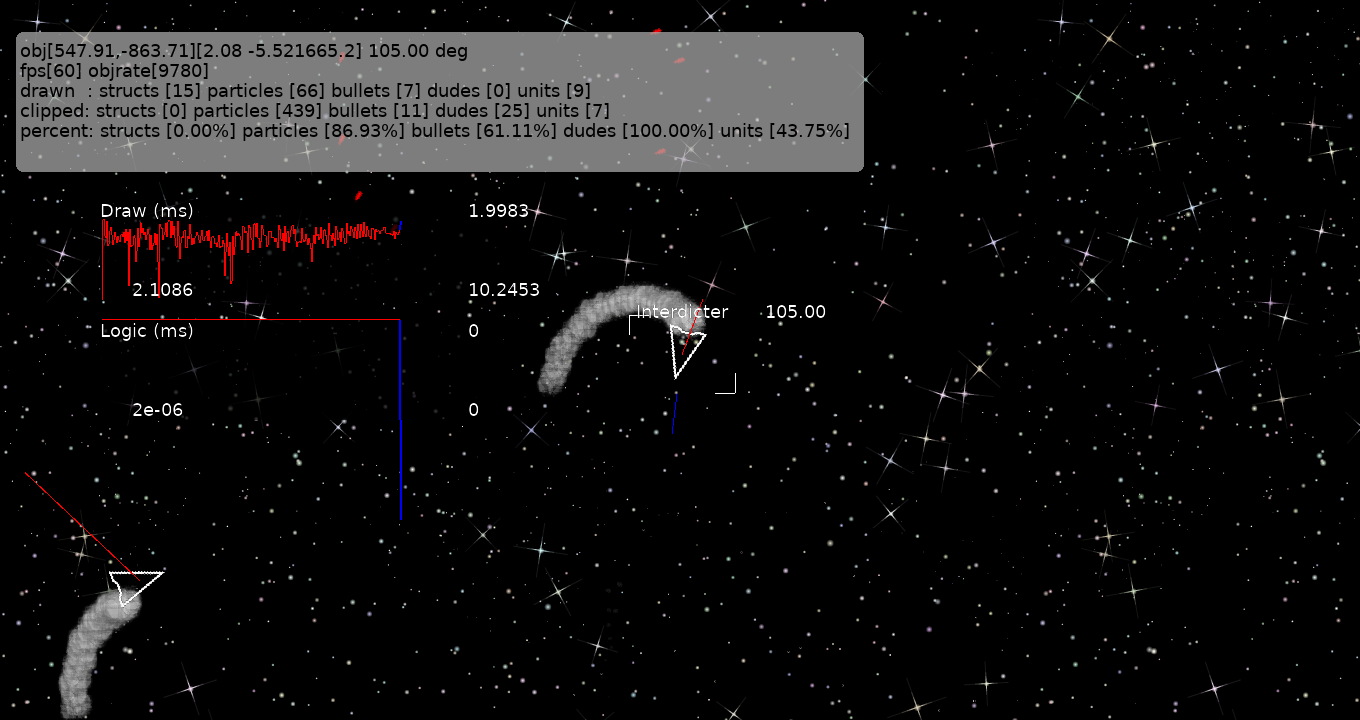 obj[547.91,-863.71][2.08 -5.521665,2] 105.00 deg
fps[60] objrate[9780]
drawn  : structs [15] particles [66] bullets [7] dudes [0] units [9]
clipped: structs [0] particles [439] bullets [11] dudes [25] units [7]
percent: structs [0.00%] particles [86.93%] bullets [61.11%] dudes [100.00%] units [43.75%]
Draw (ms) 1.9983
2.1086 10.2453
Interdicter 105.00
Logic (ms) 0
2e-06 0